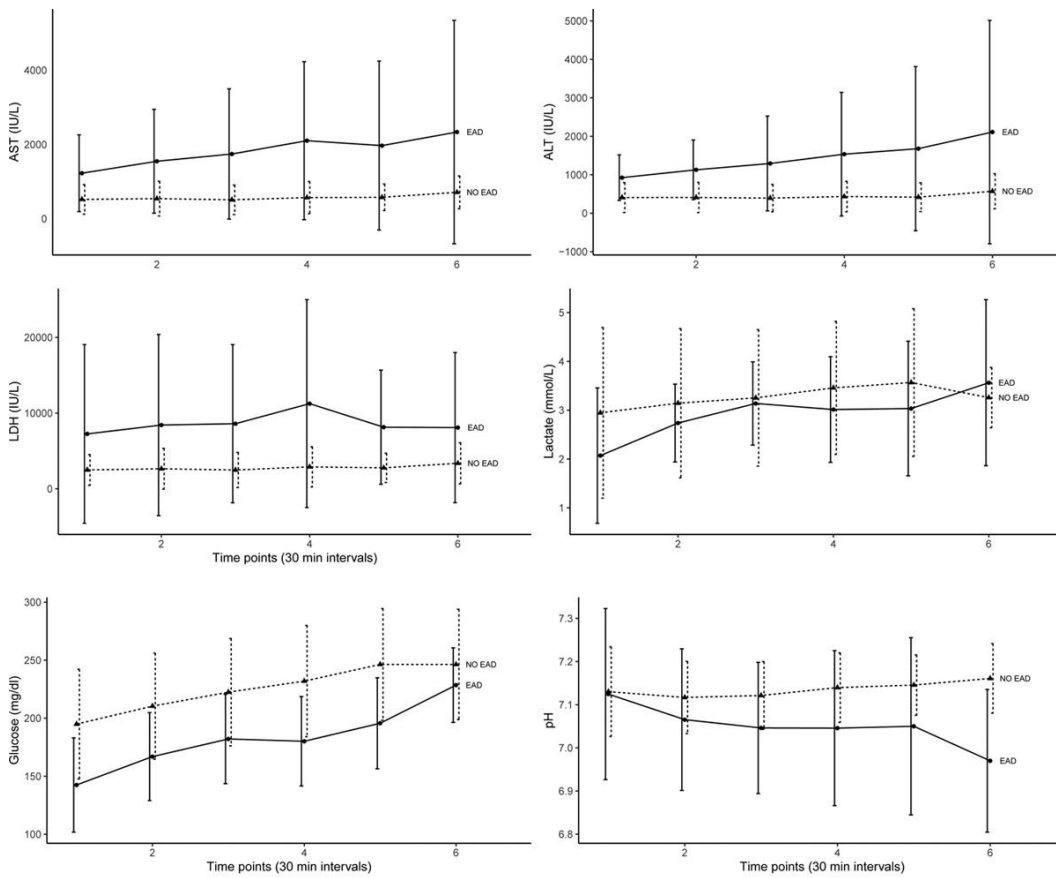 AST (IU/L)
4000
2000
0
EAD
NO EAD
2
4
6
ALT (IU/L)
5000
4000
3000
2000
1000
0
−1000
EAD
NO EAD
2
4
6
LDH (IU/L)
20000
10000
0
EAD
NO EAD
2
4
6
Time points (30 min intervals)
Lactate (mmol/L)
5
4
3
2
1
EAD
NO EAD
2
4
6
Glucose (mg/dl)
300
250
200
150
100
NO EAD
EAD
2
4
6
Time points (30 min intervals)
pH
7.3
7.2
7.1
7.0
6.9
6.8
NO EAD
EAD
2
4
6
Time points (30 min intervals)